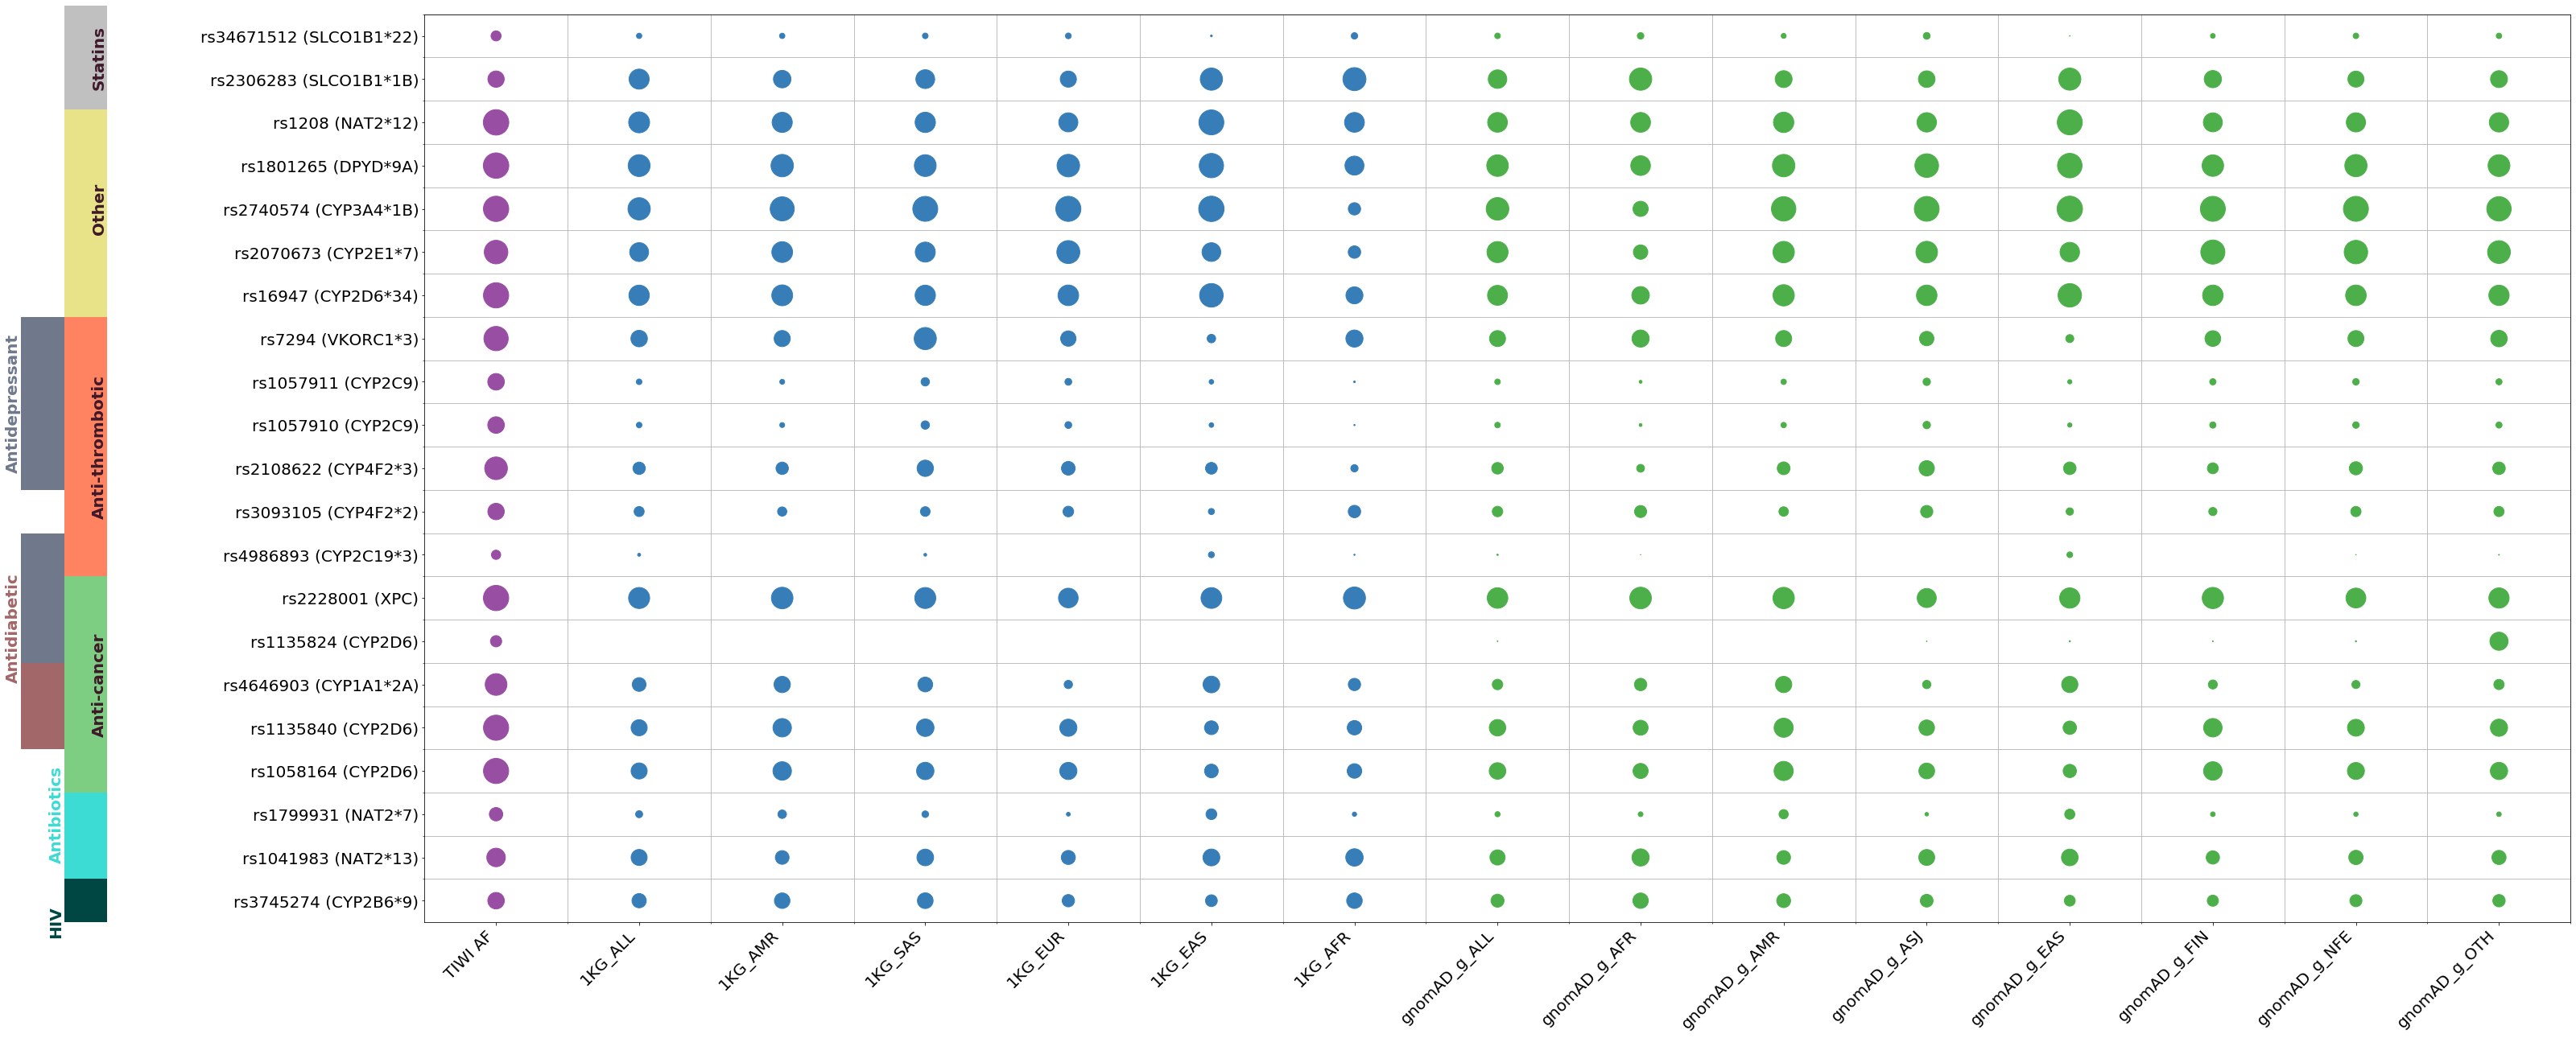 Statins
Other
Anti-thrombotic
Anti-cancer
Antidepressant
Antidiabetic
Antibiotics
HIV
rs34671512 (SLCO1B1*22)
rs2306283 (SLCO1B1*1B)
rs1208 (NAT2*12)
rs1801265 (DPYD*9A)
rs2740574 (CYP3A4*1B)
rs2070673 (CYP2E1*7)
rs16947 (CYP2D6*34)
rs7294 (VKORC1*3)
rs1057911 (CYP2C9)
rs1057910 (CYP2C9)
rs2108622 (CYP4F2*3)
rs3093105 (CYP4F2*2)
rs4986893 (CYP2C19*3)
rs2228001 (XPC)
rs1135824 (CYP2D6)
rs4646903 (CYP1A1*2A)
rs1135840 (CYP2D6)
rs1058164 (CYP2D6)
rs1799931 (NAT2*7)
rs1041983 (NAT2*13)
rs3745274 (CYP2B6*9)
TIWI AF
1KG_ALL
1KG_AMR
1KG_SAS
1KG_EUR
1KG_EAS
1KG_AFR
gnomAD_g_ALL
gnomAD_g_AFR
gnomAD_g_AMR
gnomAD_g_ASJ
gnomAD_g_EAS
gnomAD_g_FIN
gnomAD_g_NFE
gnomAD_g_OTH